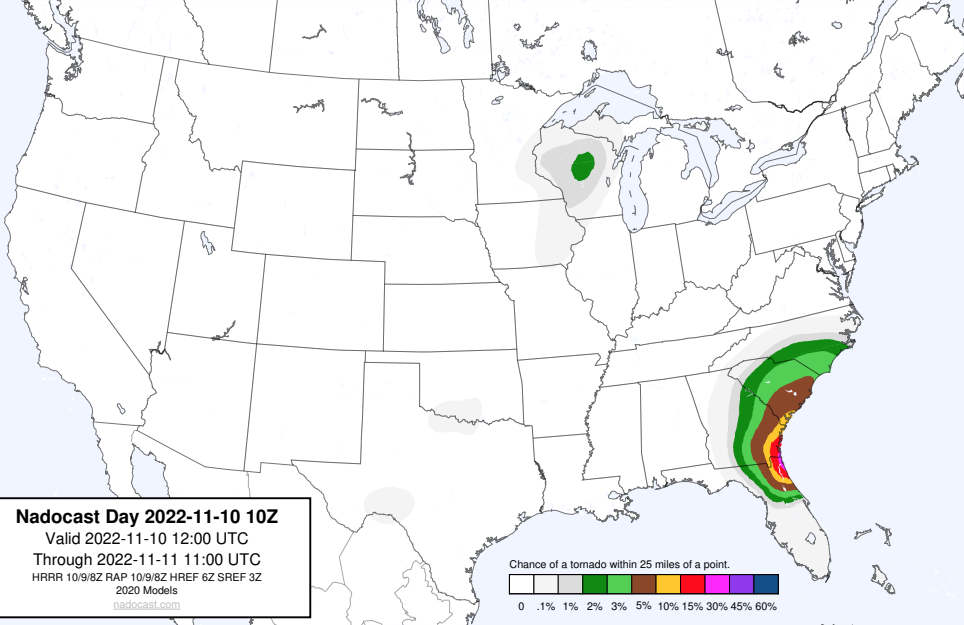 Nadocast Day 2022-11-10 10Z
Valid 2022-11-10 12:00 UTC
Through 2022-11-11 11:00 UTC
HRRR 10/9/8Z RAP 10/9/8Z HREF 6Z SREF 3Z
2020 Models
nadocast.com
Chance of a tornado within 25 miles of a point.
0 .1% 1% 2% 3% 5% 10% 15% 30% 45% 60%